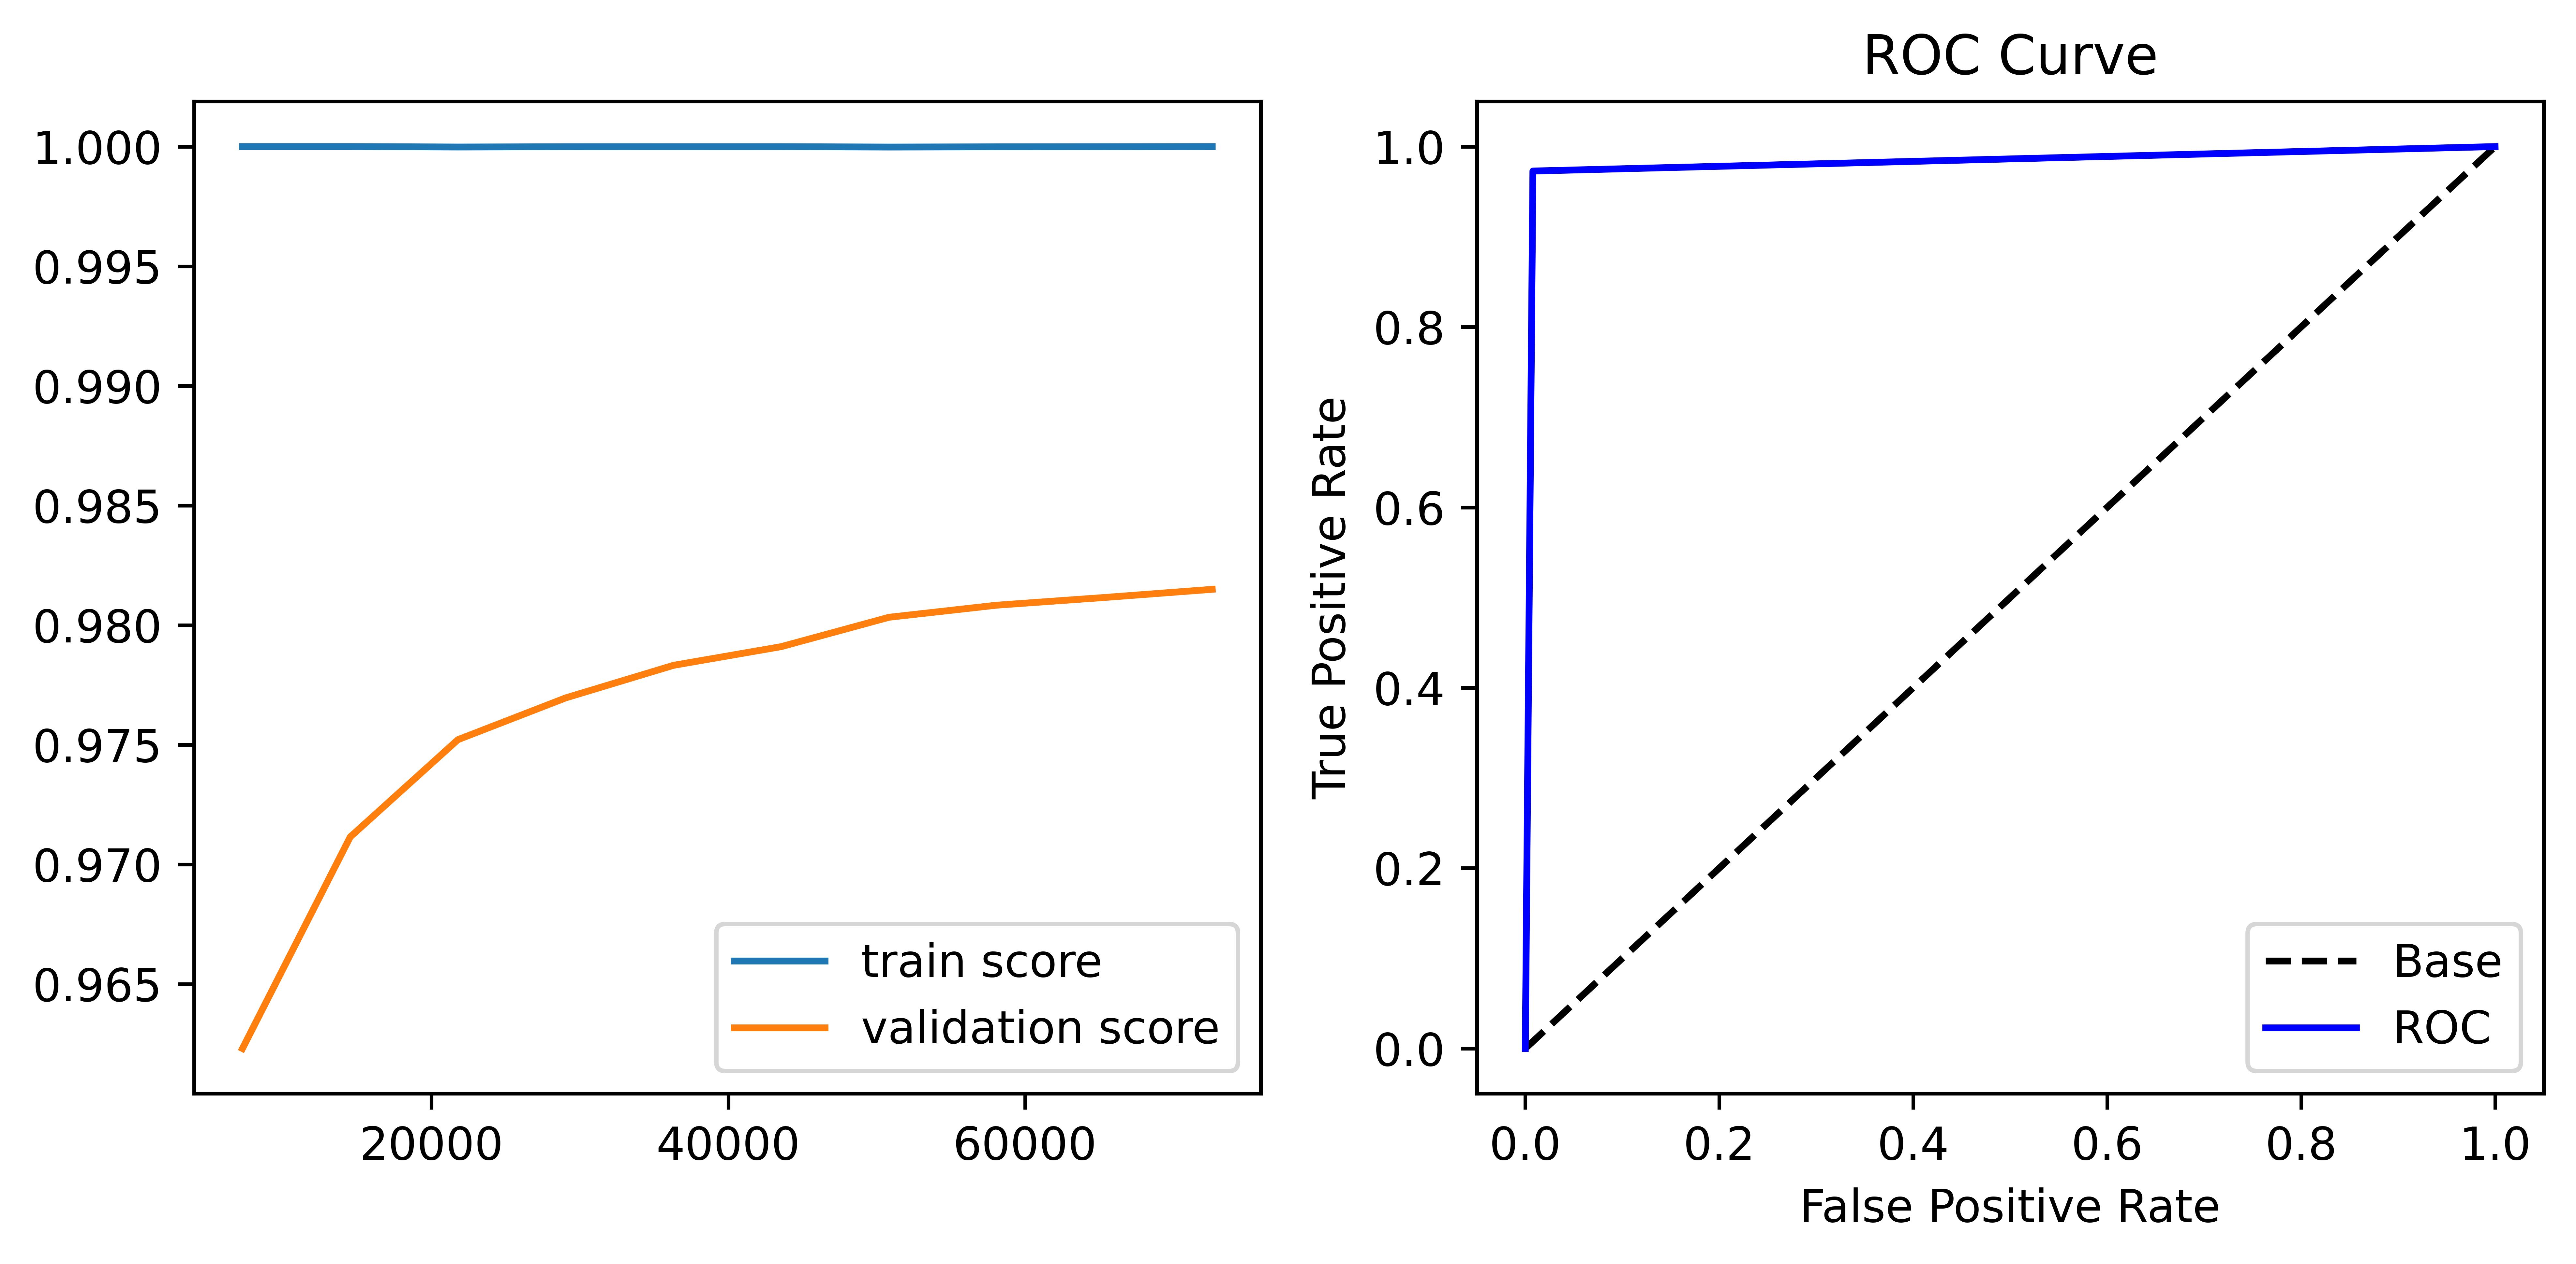 1.000
0.995
0.990
0.985
0.980
0.975
0.970
0.965
20000 40000 60000
train score
validation score
ROC Curve
True Positive Rate
1.0
0.8
0.6
0.4
0.2
0.0
0.0 0.2 0.4 0.6 0.8 1.0
False Positive Rate
Base
ROC